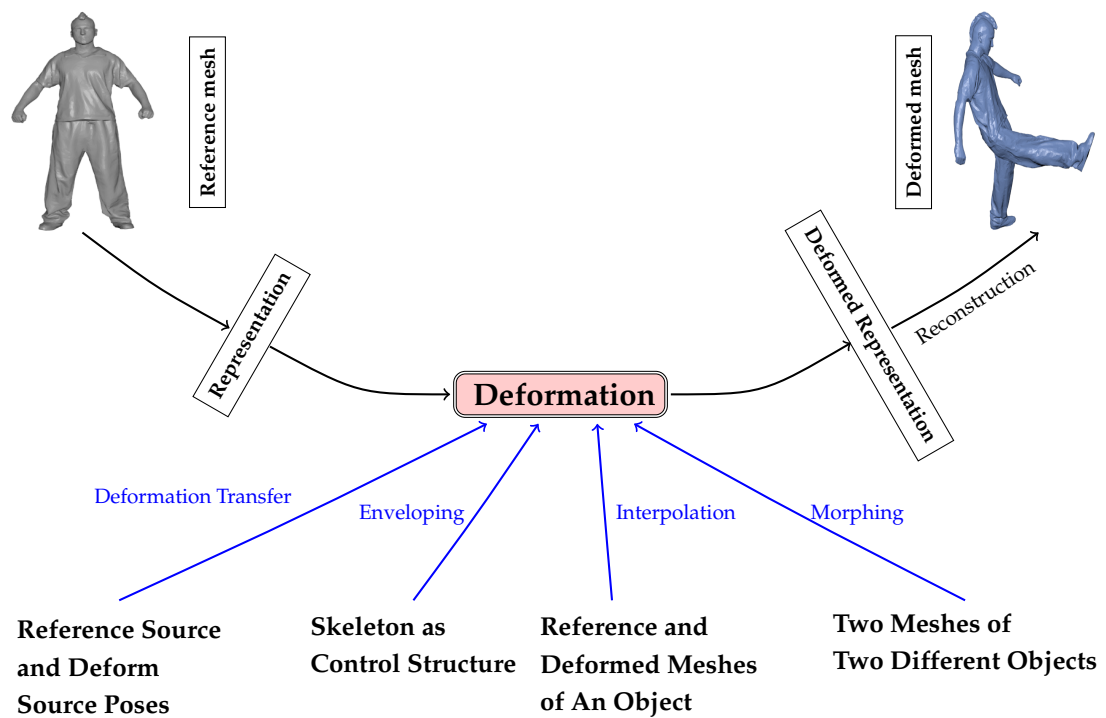 Reference mesh
Deformed mesh
Representation
Deformed Representation
Reconstruction
Deformation
Deformation Transfer
Enveloping
Interpolation
Morphing
Reference Source
and Deform
Source Poses
Skeleton as
Control Structure
Reference and
Deformed Meshes
of An Object
Two Meshes of
Two Different Objects